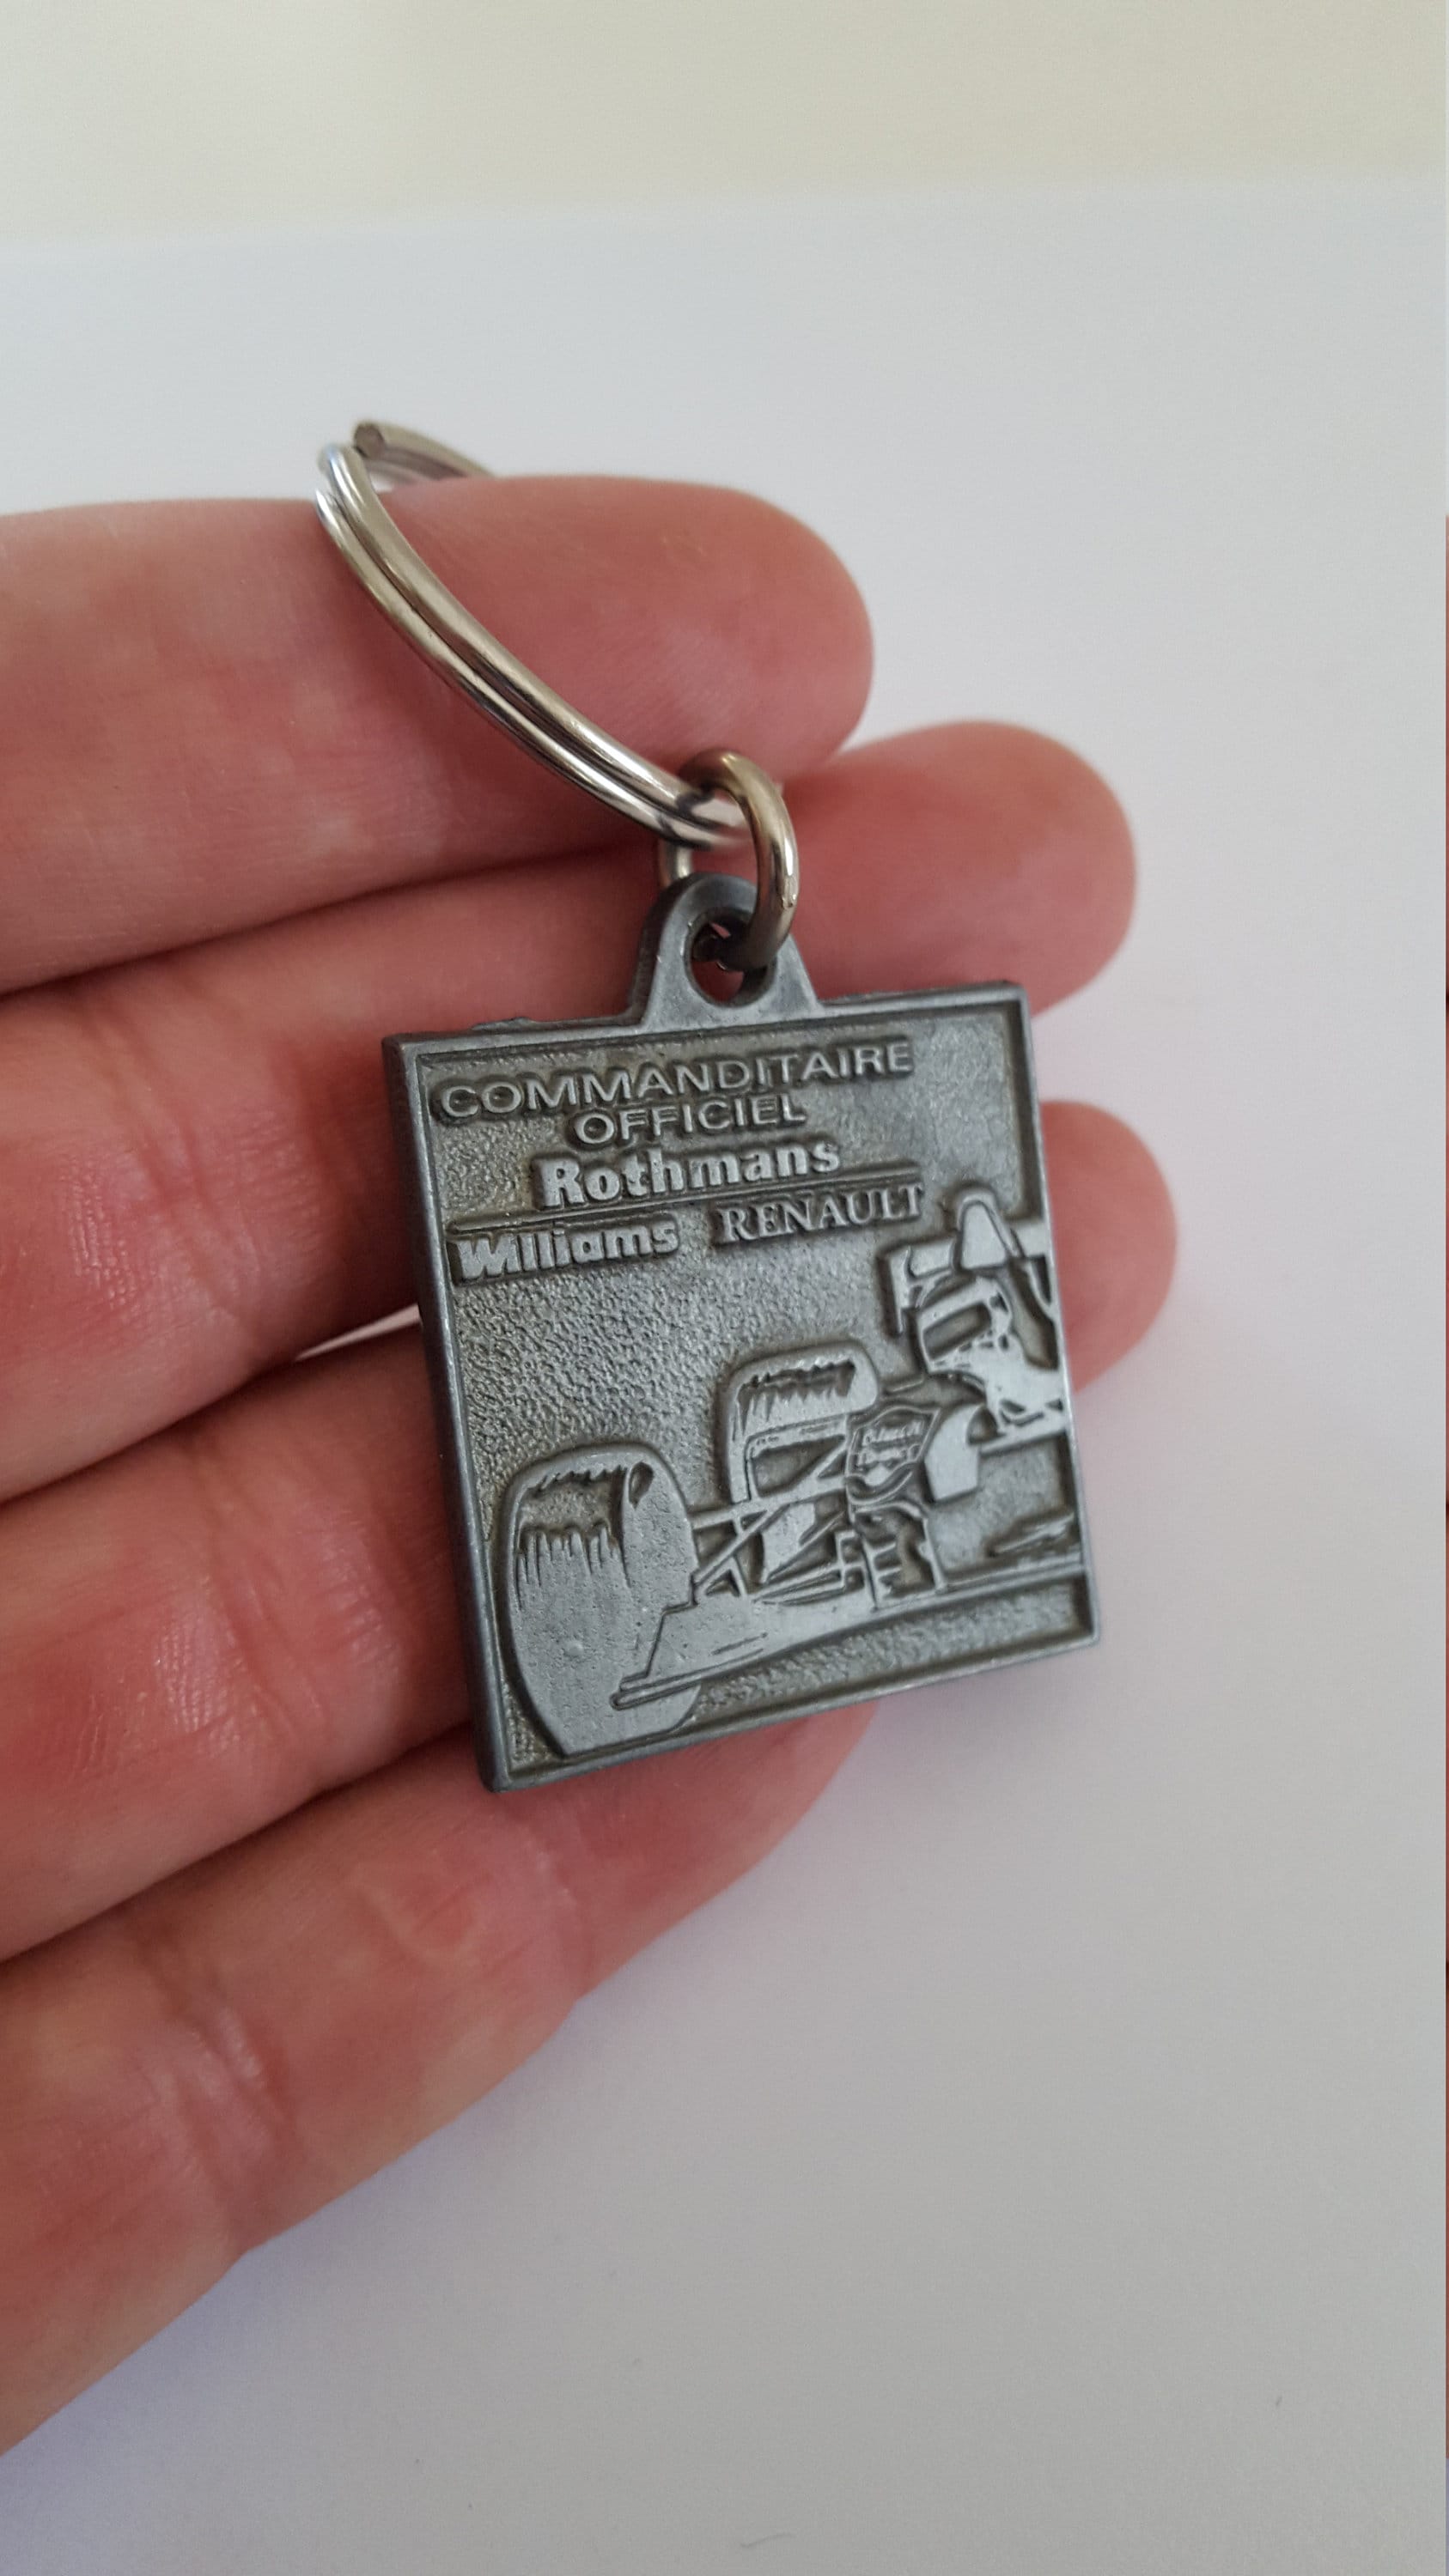 COMMANDITAIRE
OFFICIEL
Rothmans
Williams RENAULT